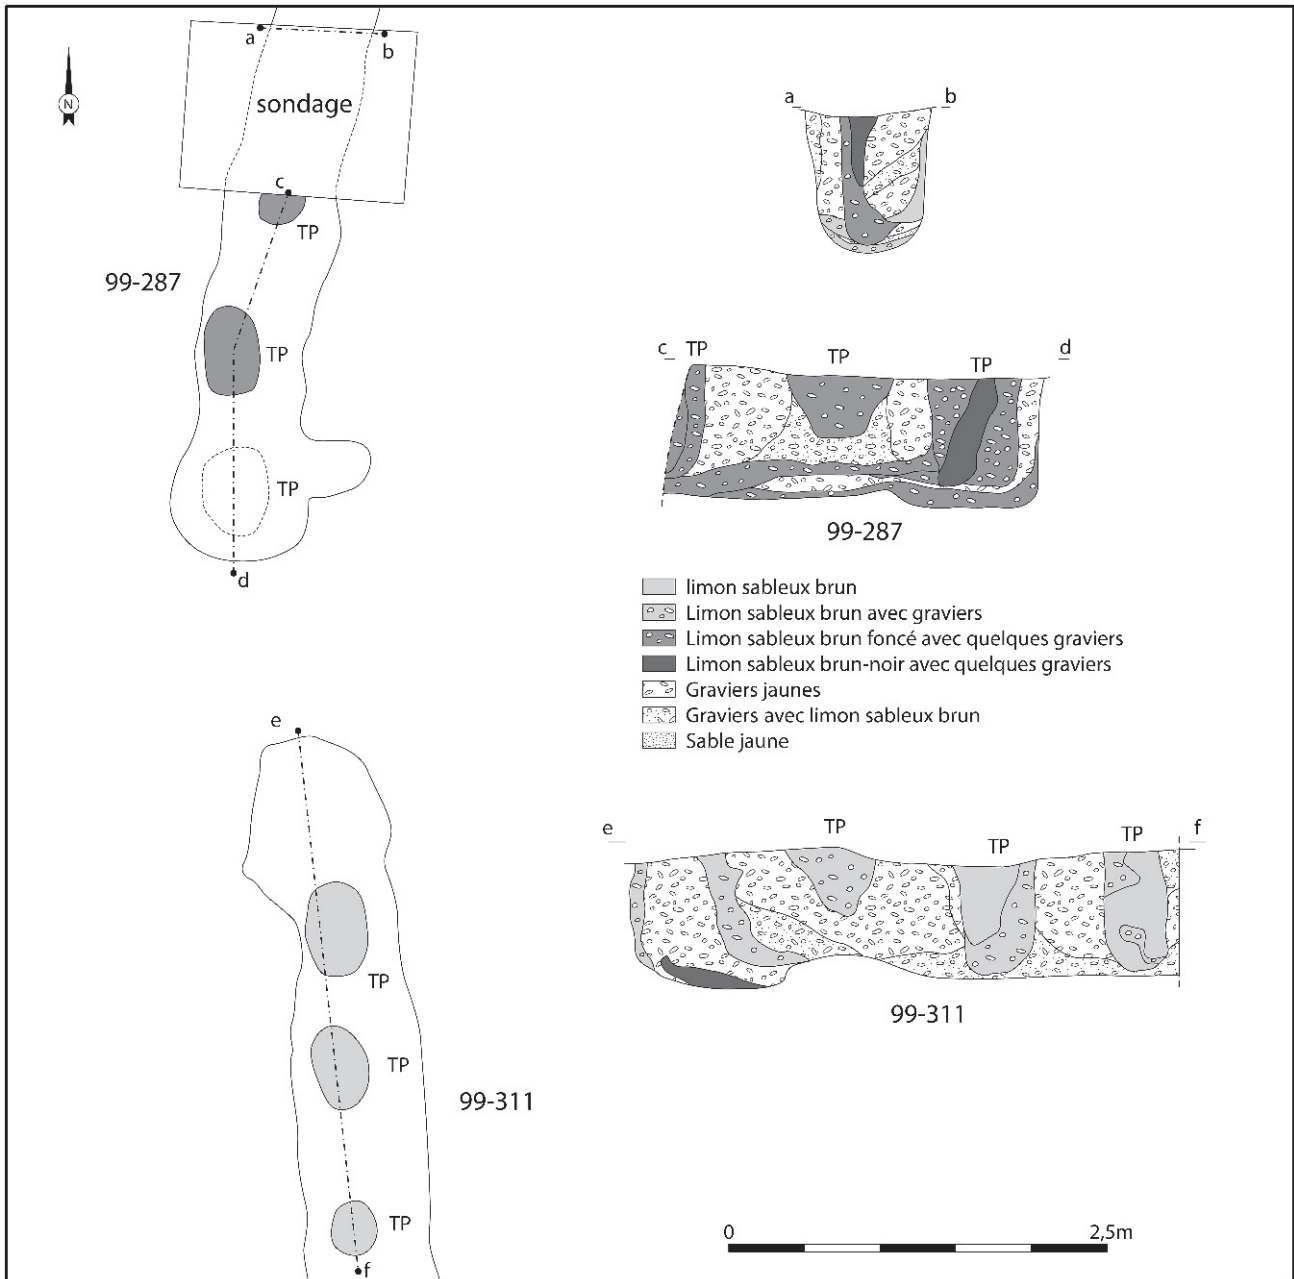 a
b
N
sondage
c
TP
99-287
TP
TP
d
a b
c TP TP TP d
99-287
limon sableux brun
Limon sableux brun avec graviers
Limon sableux brun foncé avec quelques graviers
Limon sableux brun-noir avec quelques graviers
Graviers jaunes
Graviers avec limon sableux brun
Sable jaune
e
TP
TP
99-311
TP
f
e TP TP TP f
99-311
0 2,5m